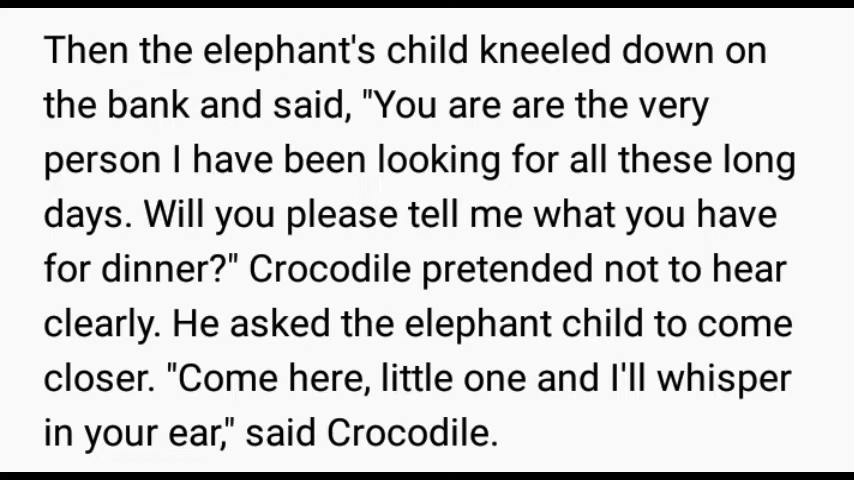 Then the elephant's child kneeled down on
the bank and said, "You are are the very
person I have been looking for all these long
days. Will you please tell me what you have
for dinner?" Crocodile pretended not to hear
clearly. He asked the elephant child to come
closer. "Come here, little one and I'll whisper
in your ear," said Crocodile.